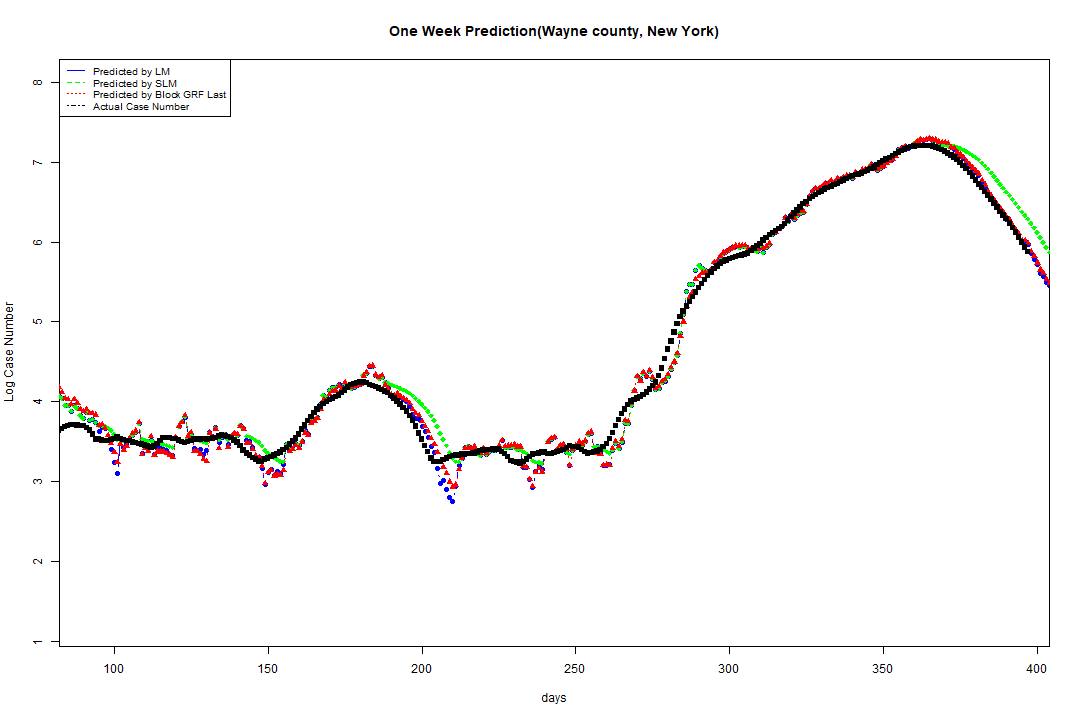 One Week Prediction(Wayne county, New York)
Predicted by LM
Predicted by SLM
Predicted by Block GRF Last
Actual Case Number
8
7
6
5
4
3
2
1
Log Case Number
100 150 200 250 300 350 400
days